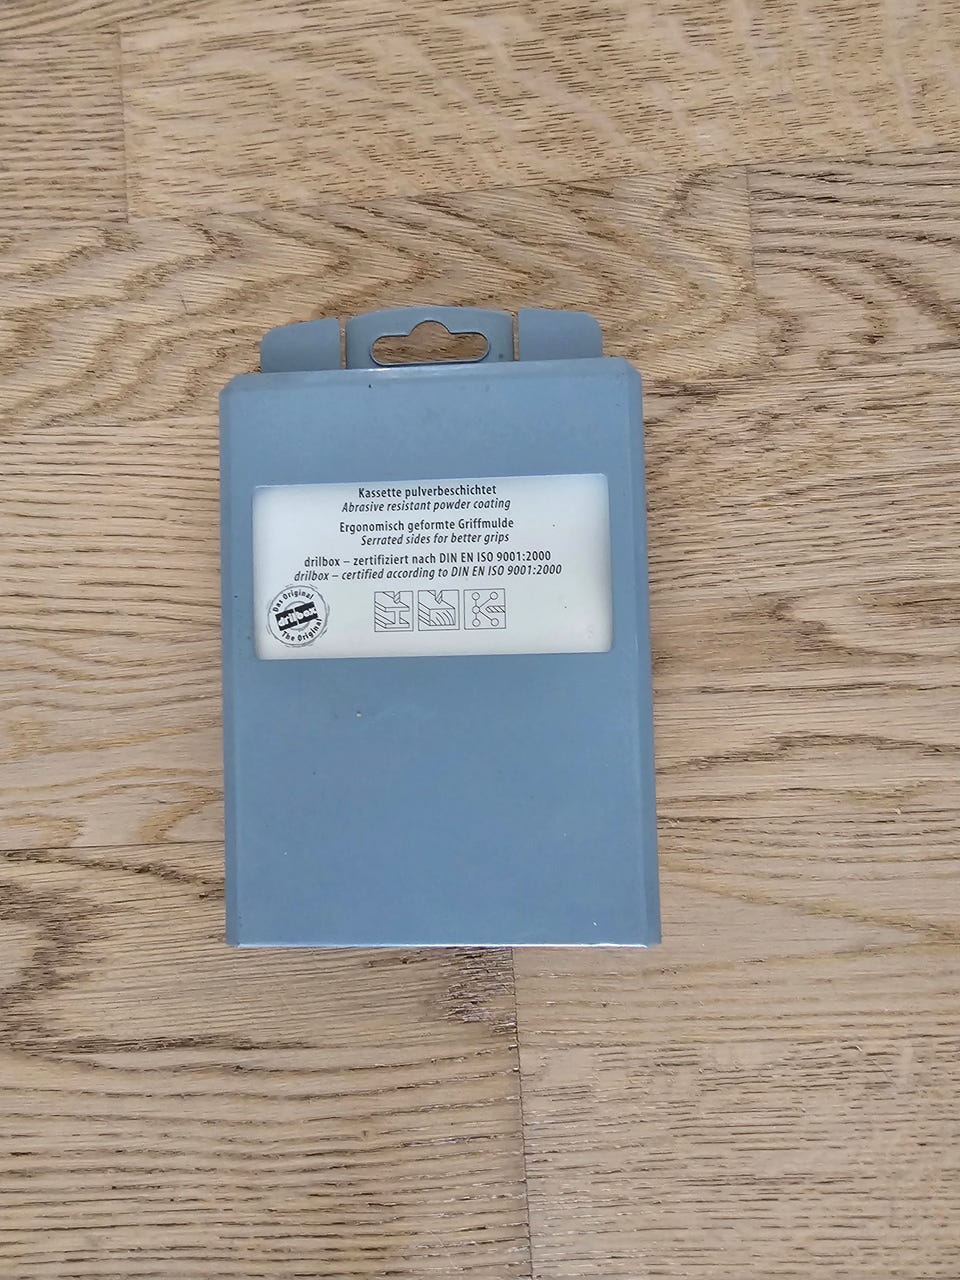 Kassette pulverbeschichtet
Abrasive resistant powder coating
Ergonomisch geformte Griffmulde
Serrated sides for better grips
drilbox – zertifiziert nach DIN EN ISO 9001:2000
drilbox – certified according to DIN EN ISO 9001:2000
Das Original
drilbox
The Original